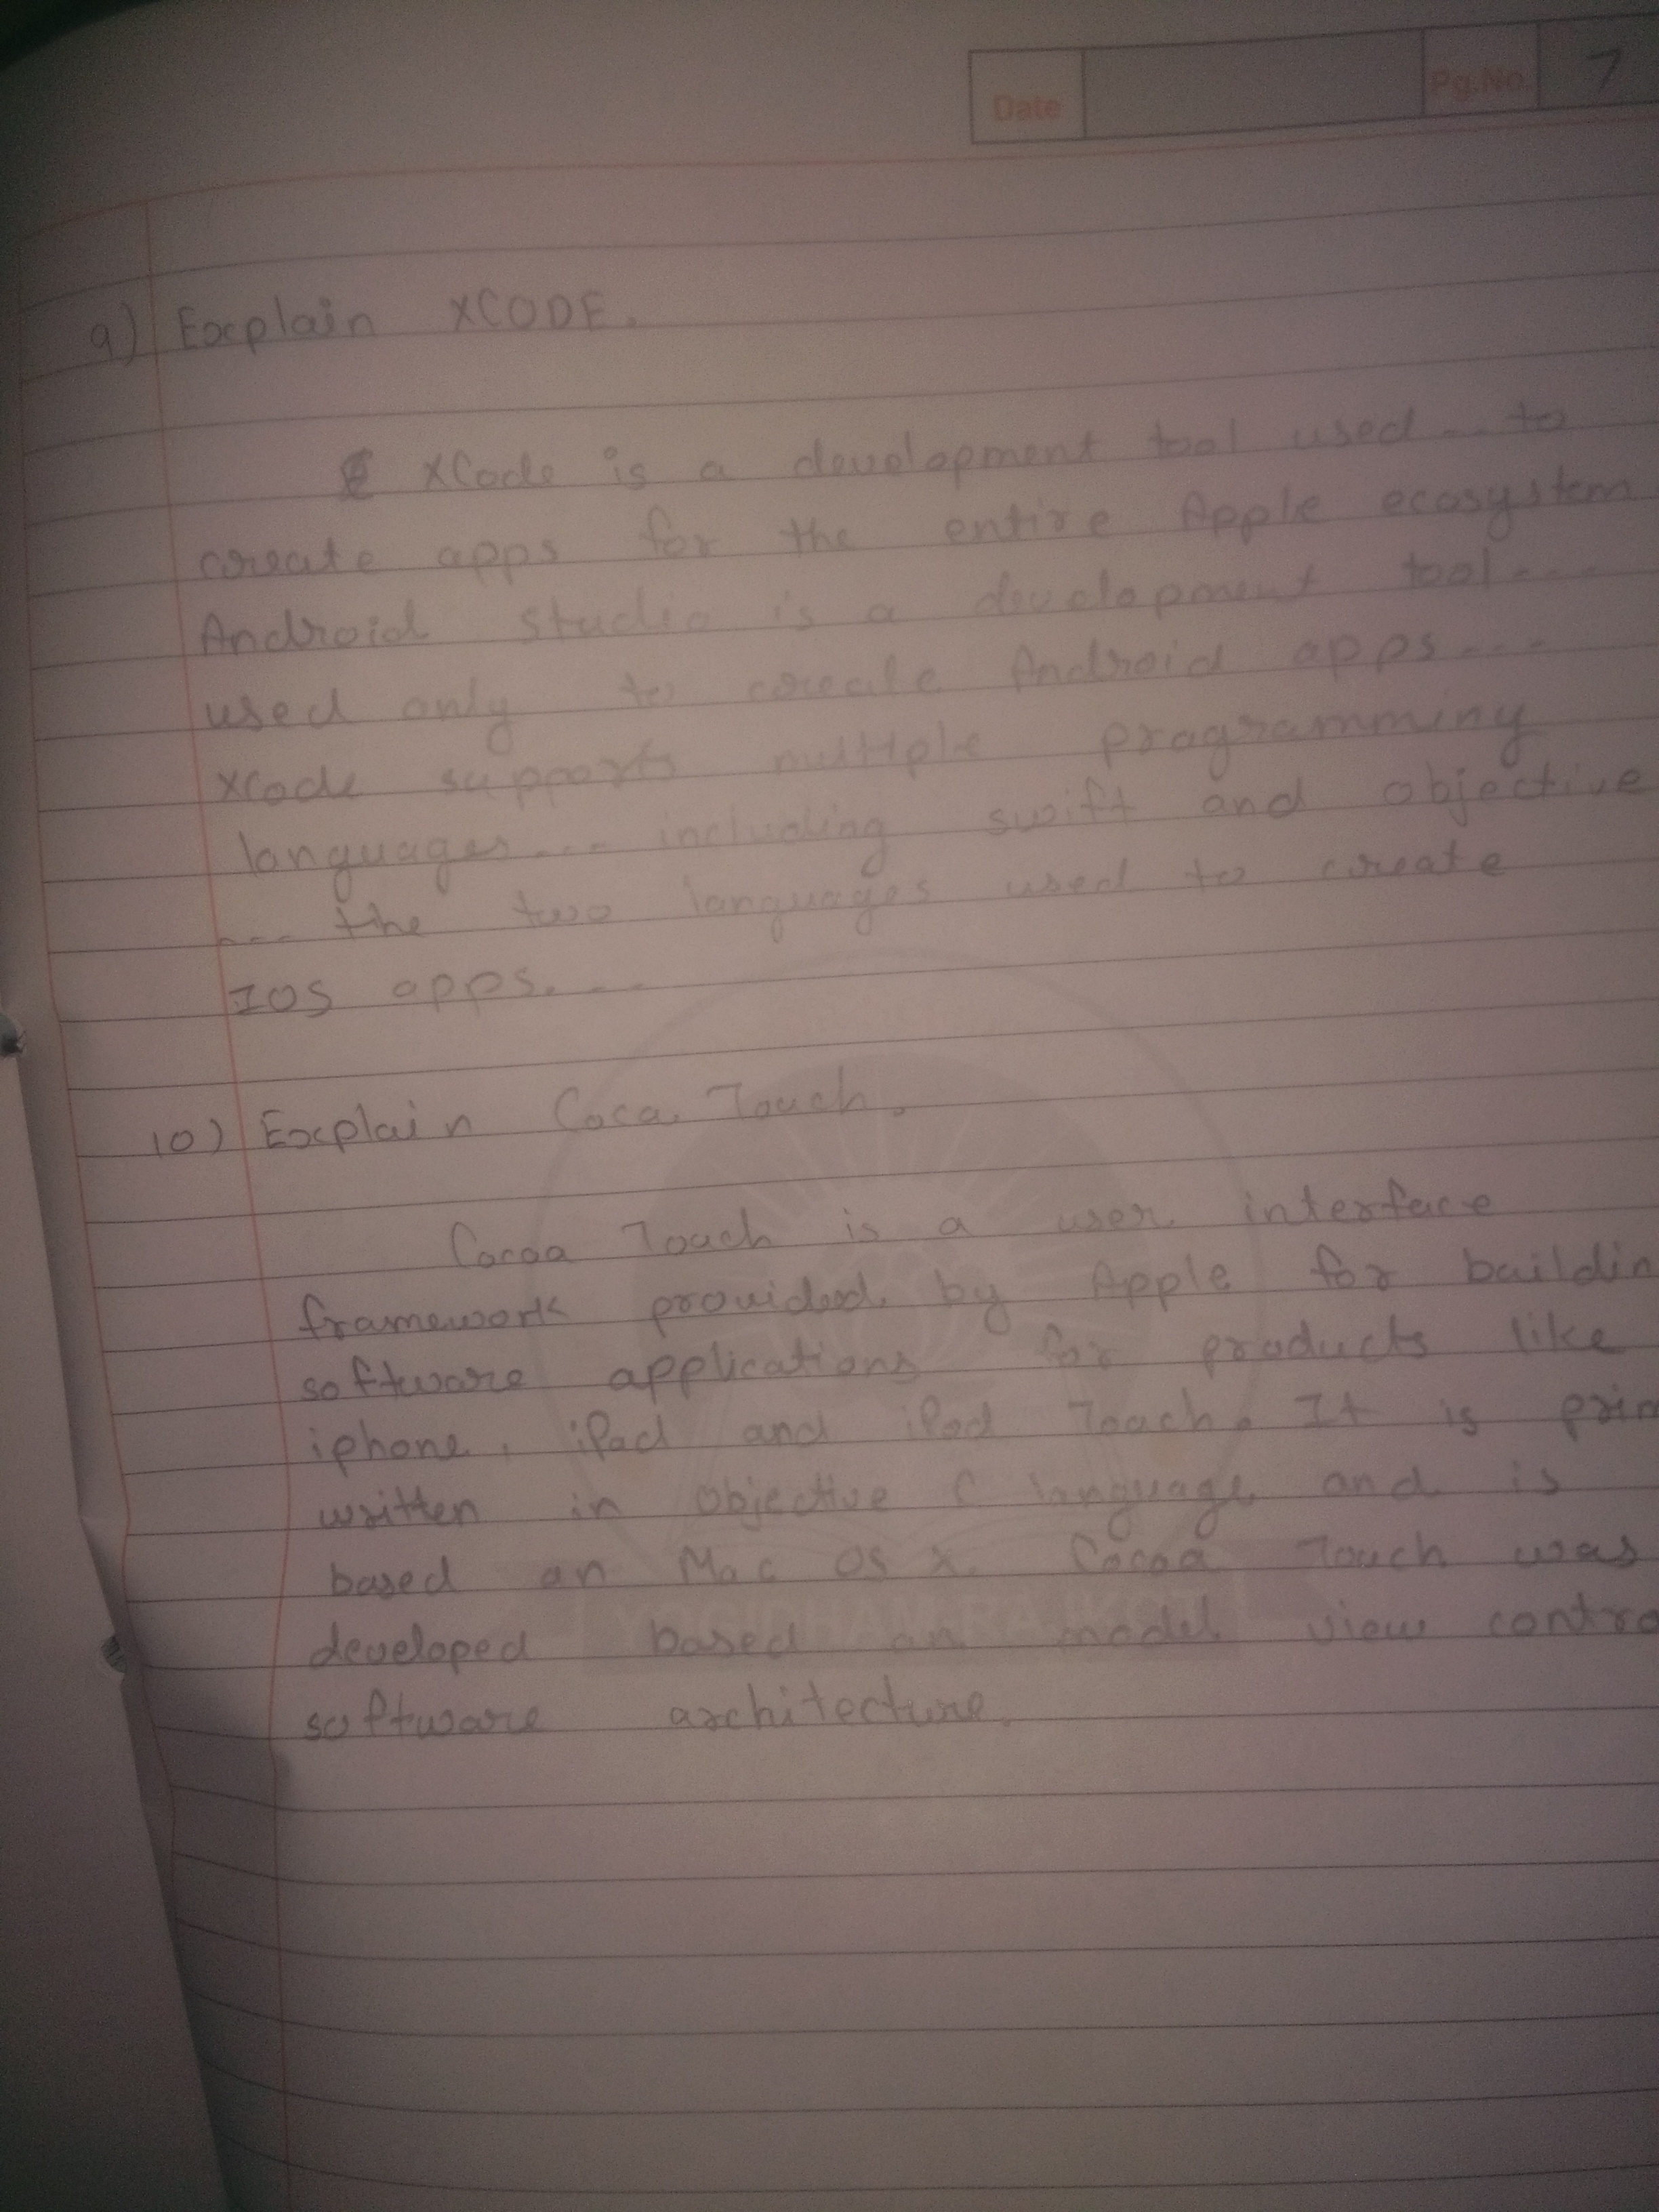 Date Pg.No. 7
9) Explain XCODE.
XCode is a development tool used -- to
create apps for the entire Apple ecosystem
Android studio is a development tool ---
used only to create Android apps ---
XCode supports multiple programming
languages --- including swift and objective
--- the two languages used to create
IOS apps. --
10) Explain Coca Touch.
Cocoa Touch is a user interface
framework provided by Apple for buildin
software applications for products like
iphone, iPad and iPod Touch. It is prim
written in Objective C language and is
based on Mac OS X. Cocoa Touch was
developed based on model view contro
software architecture.